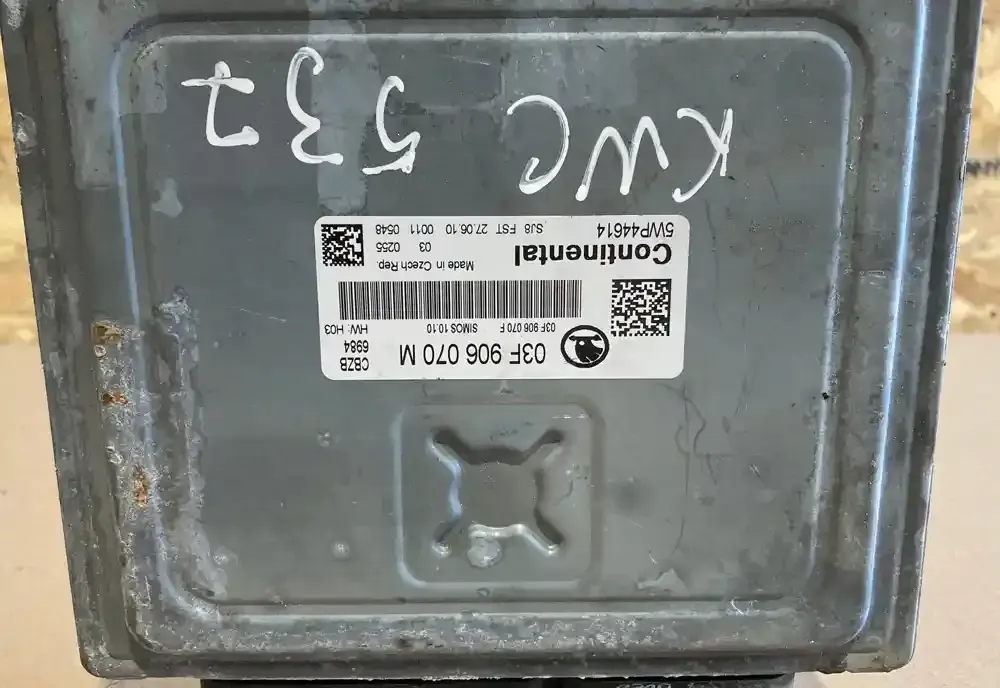 03F 906 070 M
CBZB
6984
03F 906 070 F
SIMOS 10.10
HW: H03
Continental
Made in Czech Rep.
03 0255
5WP44614
SJ8 FST 27.06.10 0011 0548
KWC 537